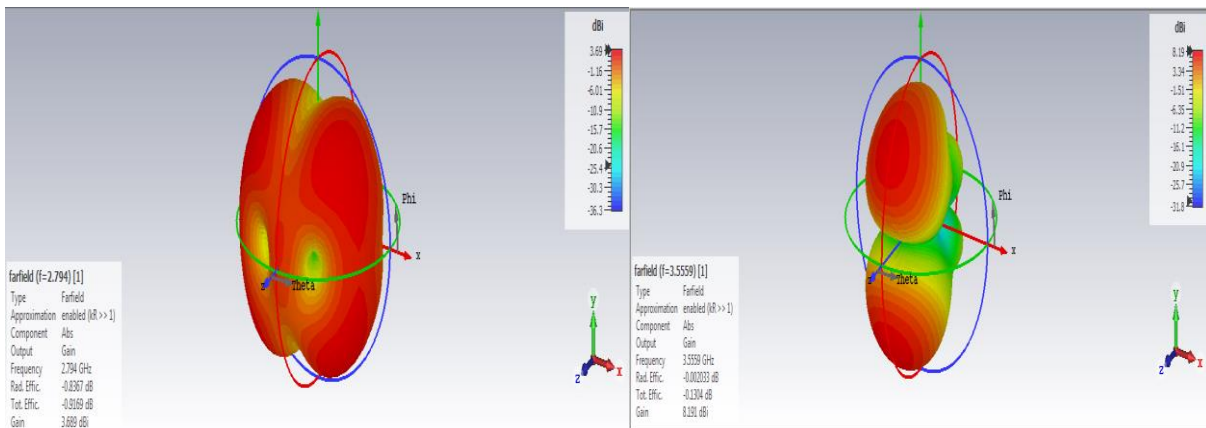 dBi
3.69
-1.16
-6.01
-10.9
-15.7
-20.6
-25.4
-30.3
-36.3
Phi
x
z
Theta
farfield (f=2.794) [1]
Type Farfield
Approximation enabled (kR >> 1)
Component Abs
Output Gain
Frequency 2.794 GHz
Rad. Effic. -0.8367 dB
Tot. Effic. -0.9169 dB
Gain 3.689 dBi
y
z
x
dBi
8.19
3.34
-1.51
-6.35
-11.2
-16.1
-20.9
-25.7
-31.8
Phi
x
z
Theta
farfield (f=3.5559) [1]
Type Farfield
Approximation enabled (kR >> 1)
Component Abs
Output Gain
Frequency 3.5559 GHz
Rad. Effic. -0.002033 dB
Tot. Effic. -0.1304 dB
Gain 8.191 dBi
y
z
x